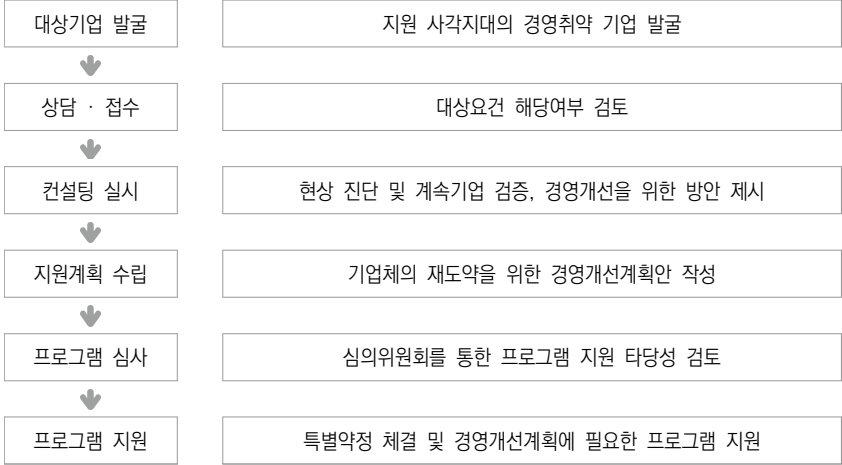 대상기업 발굴
지원 사각지대의 경영취약 기업 발굴
상담 · 접수
대상요건 해당여부 검토
컨설팅 실시
현상 진단 및 계속기업 검증, 경영개선을 위한 방안 제시
지원계획 수립
기업체의 재도약을 위한 경영개선계획안 작성
프로그램 심사
심의위원회를 통한 프로그램 지원 타당성 검토
프로그램 지원
특별약정 체결 및 경영개선계획에 필요한 프로그램 지원